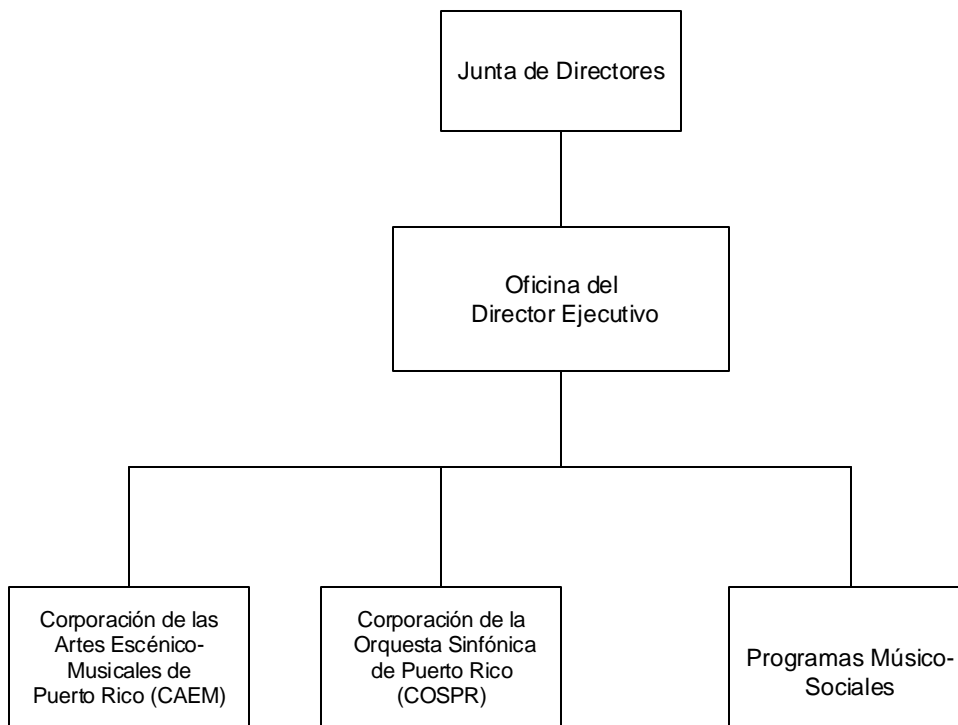 Junta de Directores
Oficina del
Director Ejecutivo
Corporación de las
Artes Escénico-
Musicales de
Puerto Rico (CAEM)
Corporación de la
Orquesta Sinfónica
de Puerto Rico
(COSPR)
Programas Músico-
Sociales